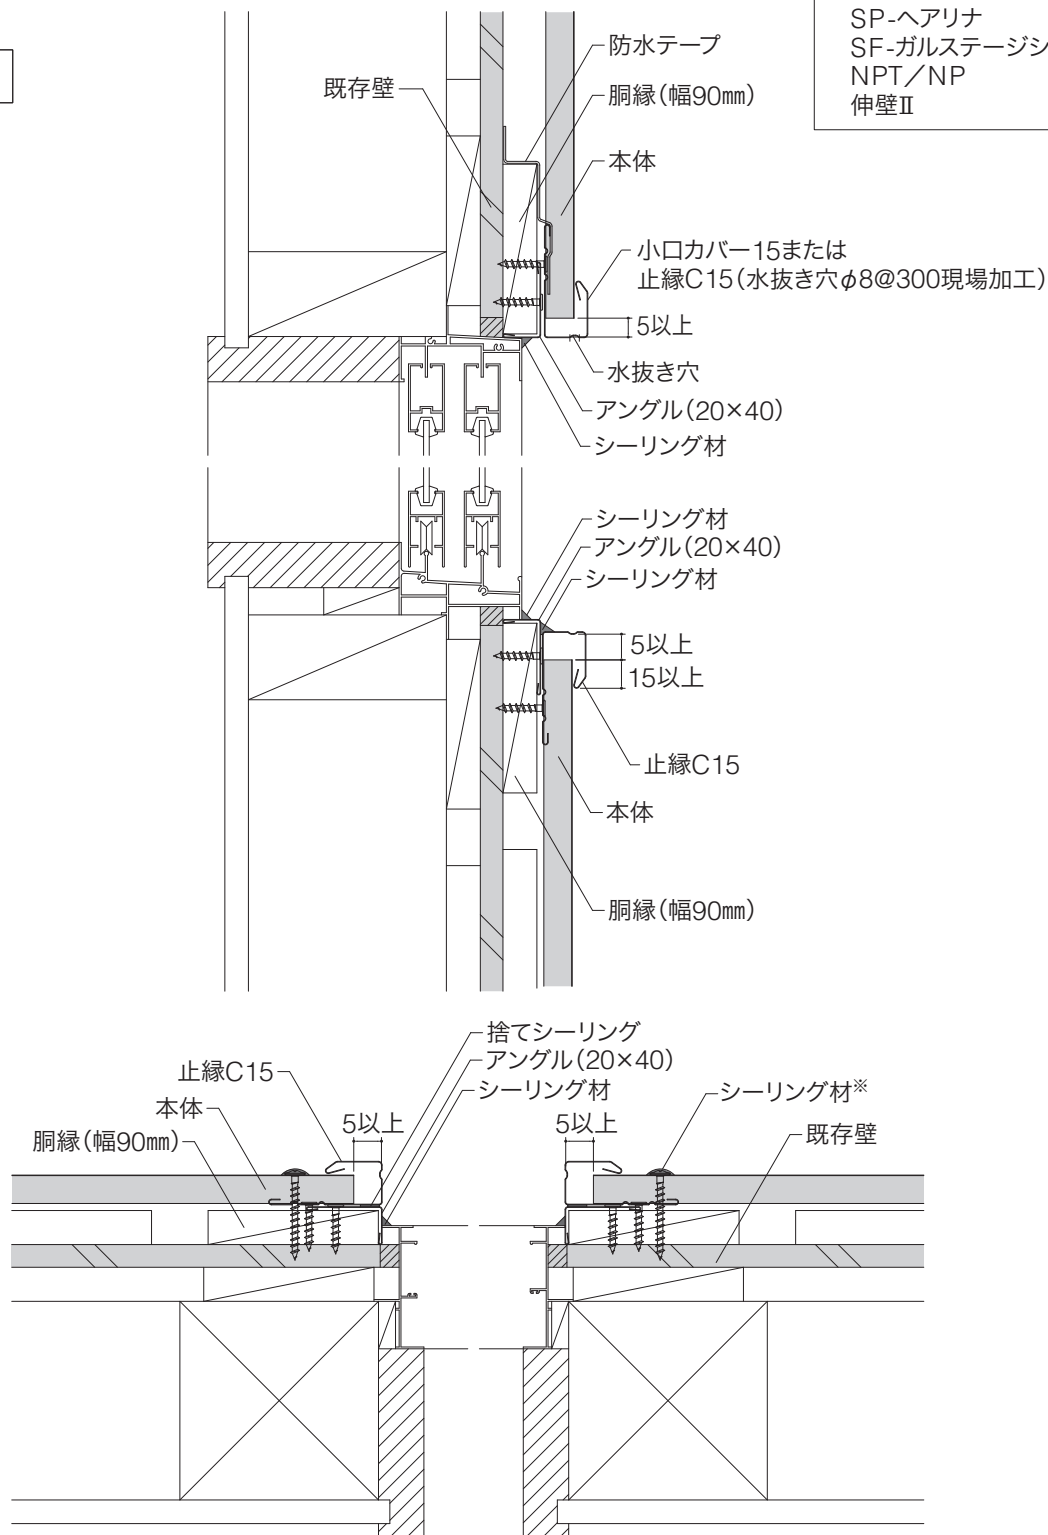 SP-ヘアリナ
SF-ガルステージシ
NPT／NP
伸壁Ⅱ
防水テープ
既存壁
胴縁（幅90㎜）
本体
小口カバー15または
止縁C15（水抜き穴φ8@300現場加工）
5以上
水抜き穴
アングル（20×40）
シーリング材
シーリング材
アングル（20×40）
シーリング材
5以上
15以上
止縁C15
本体
胴縁（幅90㎜）
捨てシーリング
アングル（20×40）
シーリング材
止縁C15
本体
胴縁（幅90㎜）
5以上
5以上
シーリング材※
既存壁